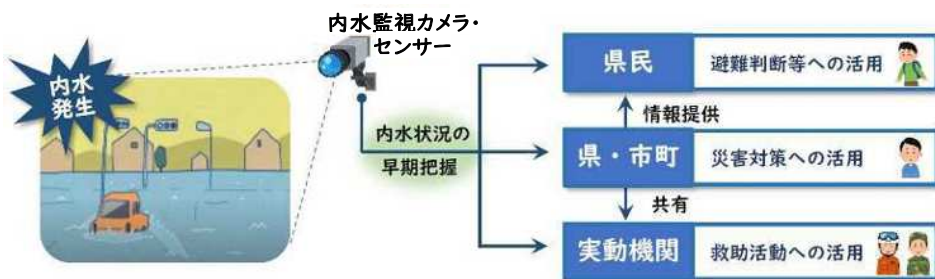 内水監視カメラ・
センサー
内水
発生
内水状況の
早期把握
県民
避難判断等への活用
情報提供
県・市町
災害対策への活用
共有
実動機関
救助活動への活用